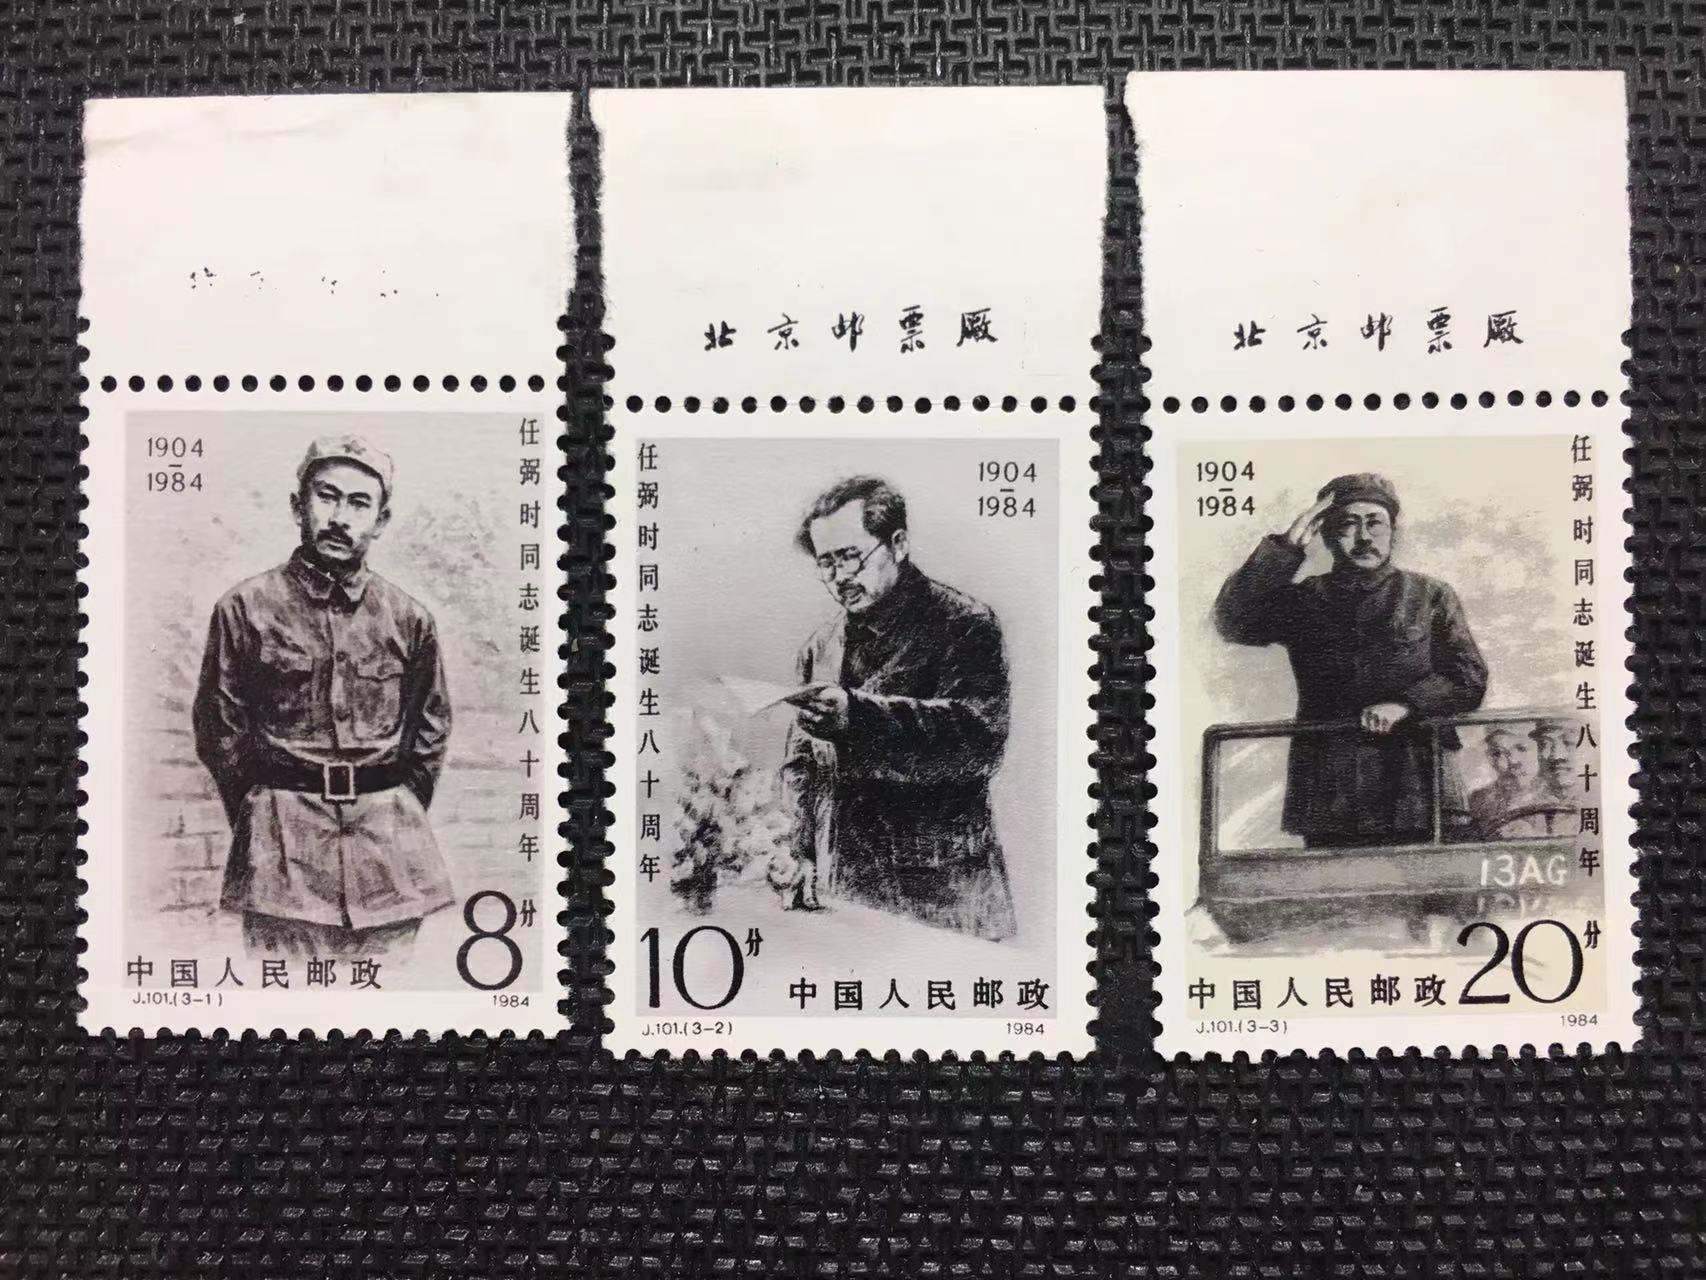 1904
-
1984
任弼时同志诞生八十周年
8分
中国人民邮政
J.101.(3-1)
1984
北京邮票厰
任弼时同志诞生八十周年
1904
-
1984
10分
中国人民邮政
J.101.(3-2)
1984
北京邮票厰
1904
-
1984
任弼时同志诞生八十周年
13AG
20分
中国人民邮政
J.101.(3-3)
1984